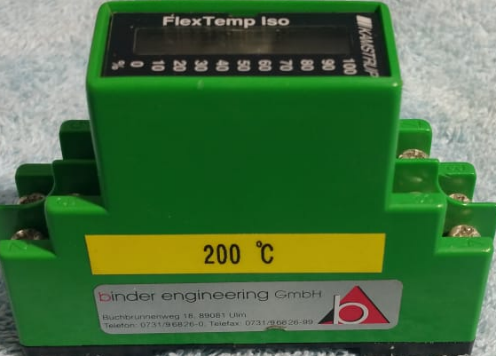 FlexTemp Iso
KAMSTRUP
% 0 10 20 30 40 50 60 70 80 90 100
200 °C
binder engineering GmbH
Buchbrunnenweg 18, 89081 Ulm
Telefon: 0731/96826-0, Telefax: 0731/96826-99
b